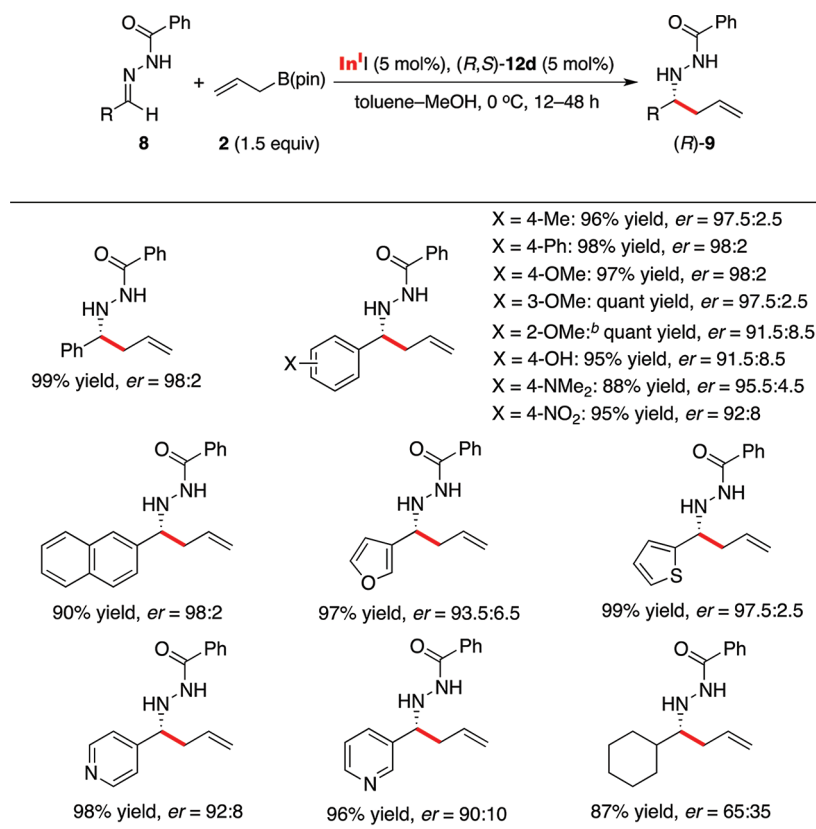 O Ph
NH
N
R H
8
+
B(pin)
2 (1.5 equiv)
InᴵI (5 mol%), (R,S)-12d (5 mol%)
toluene–MeOH, 0 ºC, 12–48 h
O Ph
NH
HN
R
(R)-9
O Ph
NH
HN
Ph
99% yield, er = 98:2
O Ph
NH
HN
X
X = 4-Me: 96% yield, er = 97.5:2.5
X = 4-Ph: 98% yield, er = 98:2
X = 4-OMe: 97% yield, er = 98:2
X = 3-OMe: quant yield, er = 97.5:2.5
X = 2-OMe:ᵇ quant yield, er = 91.5:8.5
X = 4-OH: 95% yield, er = 91.5:8.5
X = 4-NMe₂: 88% yield, er = 95.5:4.5
X = 4-NO₂: 95% yield, er = 92:8
O Ph
NH
HN
90% yield, er = 98:2
O Ph
NH
HN
O
97% yield, er = 93.5:6.5
O Ph
NH
HN
S
99% yield, er = 97.5:2.5
O Ph
NH
HN
N
98% yield, er = 92:8
O Ph
NH
HN
N
96% yield, er = 90:10
O Ph
NH
HN
87% yield, er = 65:35